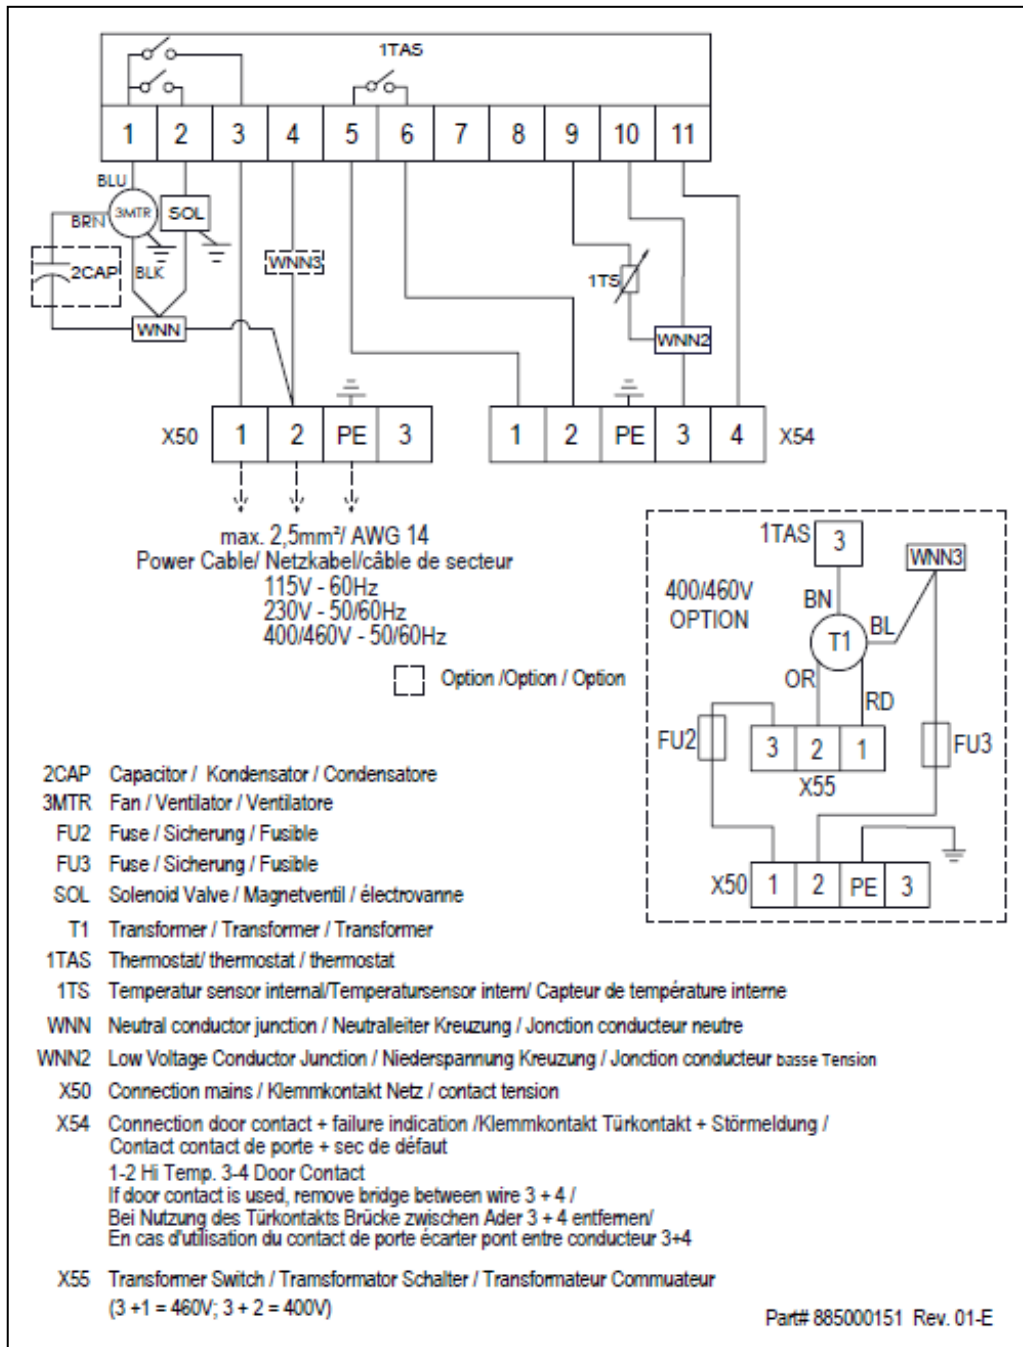 1TAS
1 2 3 4 5 6 7 8 9 10 11
BLU
BRN
3MTR
SOL
2CAP
BLK
WNN3
1TS
WNN
WNN2
X50 1 2 PE 3
1 2 PE 3 4 X54
max. 2,5mm²/ AWG 14
Power Cable/ Netzkabel/câble de secteur
115V - 60Hz
230V - 50/60Hz
400/460V - 50/60Hz
Option /Option / Option
1TAS 3
WNN3
400/460V
OPTION
BN
T1
BL
OR
RD
FU2
3 2 1
FU3
X55
X50 1 2 PE 3
2CAP Capacitor / Kondensator / Condensatore
3MTR Fan / Ventilator / Ventilatore
FU2 Fuse / Sicherung / Fusible
FU3 Fuse / Sicherung / Fusible
SOL Solenoid Valve / Magnetventil / électrovanne
T1 Transformer / Transformer / Transformer
1TAS Thermostat/ thermostat / thermostat
1TS Temperatur sensor internal/Temperatursensor intern/ Capteur de température interne
WNN Neutral conductor junction / Neutralleiter Kreuzung / Jonction conducteur neutre
WNN2 Low Voltage Conductor Junction / Niederspannung Kreuzung / Jonction conducteur basse Tension
X50 Connection mains / Klemmkontakt Netz / contact tension
X54 Connection door contact + failure indication /Klemmkontakt Türkontakt + Störmeldung /
Contact contact de porte + sec de défaut
1-2 Hi Temp. 3-4 Door Contact
If door contact is used, remove bridge between wire 3 + 4 /
Bei Nutzung des Türkontakts Brücke zwischen Ader 3 + 4 entfernen/
En cas d'utilisation du contact de porte écarter pont entre conducteur 3+4
X55 Transformer Switch / Tramsformator Schalter / Transformateur Commuateur
(3 +1 = 460V; 3 + 2 = 400V)
Part# 885000151 Rev. 01-E